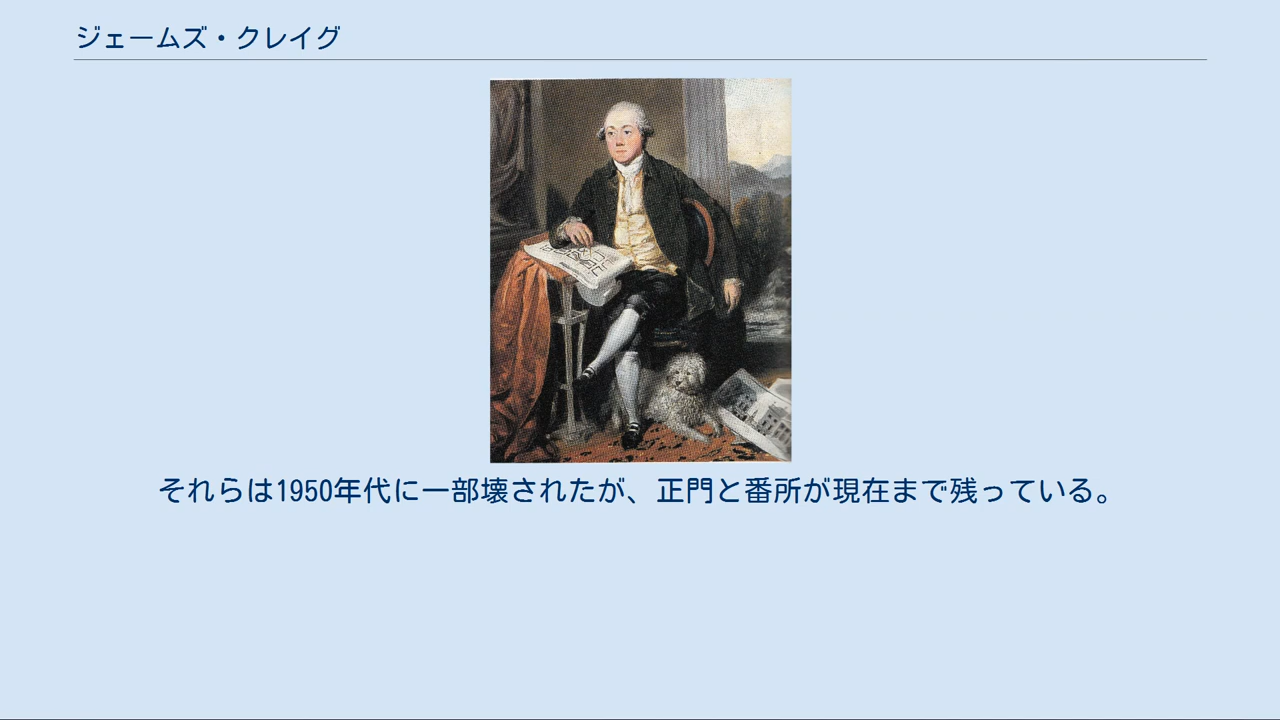 ジェームズ・クレイグ
それらは1950年代に一部壊されたが、正門と番所が現在まで残っている。